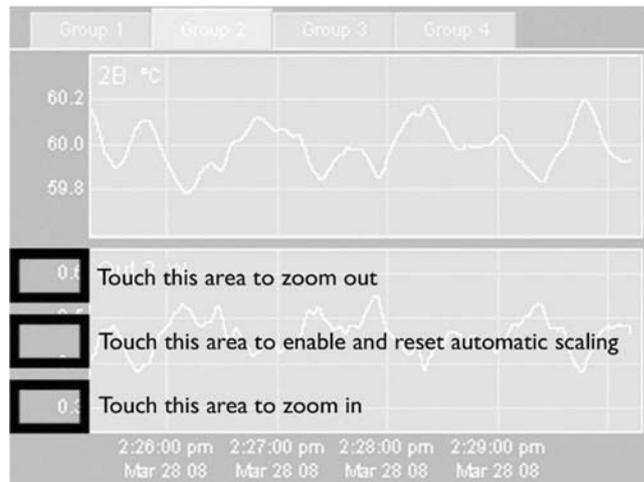 Group 1 Group 2 Group 3 Group 4
2B °C
60.2
60.0
59.8
Touch this area to zoom out
Touch this area to enable and reset automatic scaling
Touch this area to zoom in
2:26:00 pm 2:27:00 pm 2:28:00 pm 2:29:00 pm
Mar 28 08 Mar 28 08 Mar 28 08 Mar 28 08